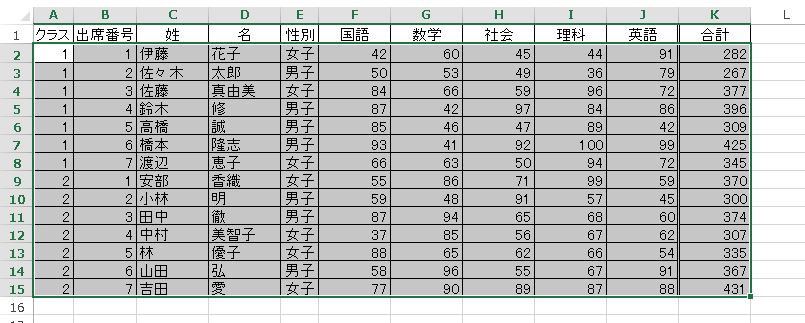 A B C D E F G H I J K L
1 クラス 出席番号 姓 名 性別 国語 数学 社会 理科 英語 合計
2 1 1 伊藤 花子 女子 42 60 45 44 91 282
3 1 2 佐々木 太郎 男子 50 53 49 36 79 267
4 1 3 佐藤 真由美 女子 84 66 59 96 72 377
5 1 4 鈴木 修 男子 87 42 97 84 86 396
6 1 5 高橋 誠 男子 85 46 47 89 42 309
7 1 6 橋本 隆志 男子 93 41 92 100 99 425
8 1 7 渡辺 恵子 女子 66 63 50 94 72 345
9 2 1 安部 香織 女子 55 86 71 99 59 370
10 2 2 小林 明 男子 59 48 91 57 45 300
11 2 3 田中 徹 男子 87 94 65 68 60 374
12 2 4 中村 美智子 女子 37 85 56 67 62 307
13 2 5 林 優子 女子 88 65 62 66 54 335
14 2 6 山田 弘 男子 58 96 55 67 91 367
15 2 7 吉田 愛 女子 77 90 89 87 88 431
16